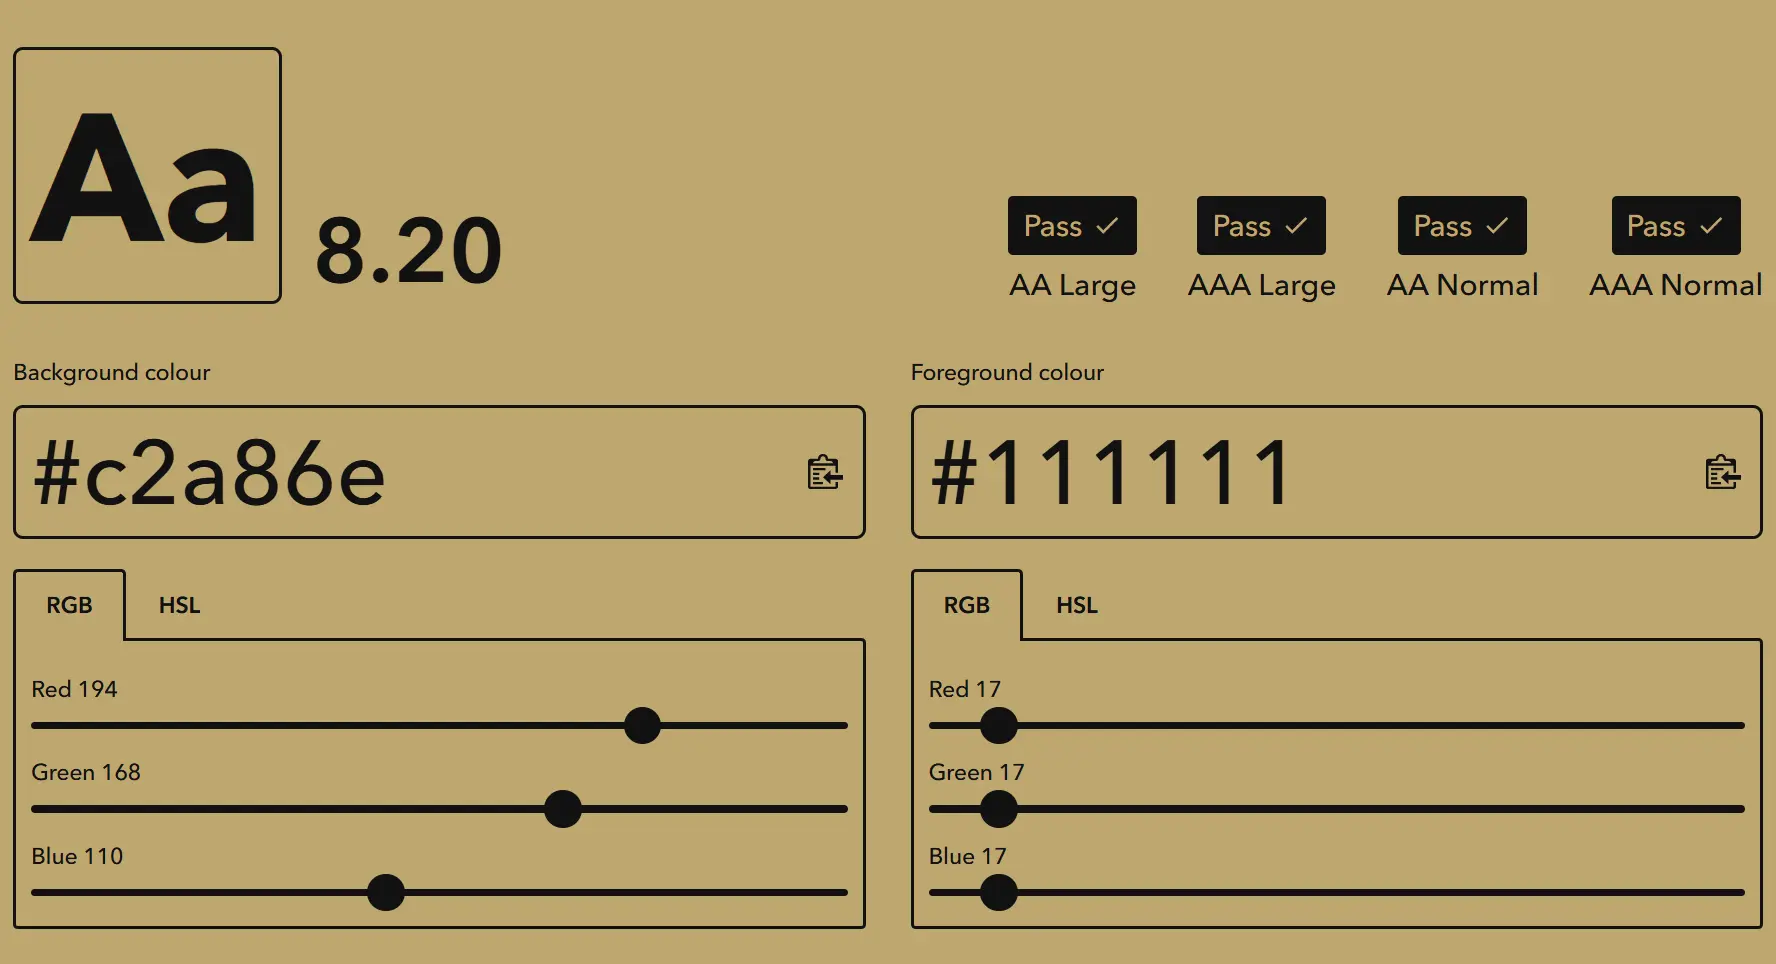 Aa
8.20
Pass
Pass
Pass
Pass
AA Large
AAA Large
AA Normal
AAA Normal
Background colour
#c2a86e
RGB
HSL
Red 194
Green 168
Blue 110
Foreground colour
#111111
RGB
HSL
Red 17
Green 17
Blue 17